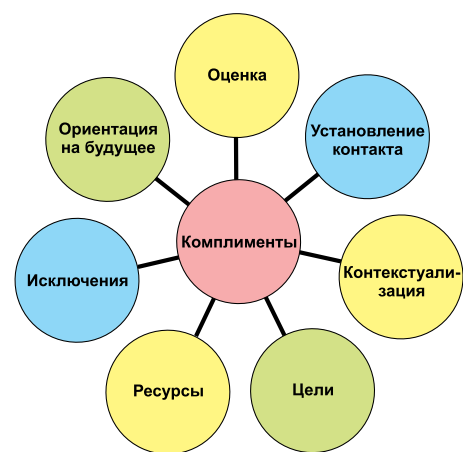 Оценка
Установление
контакта
Контекстуали-
зация
Цели
Ресурсы
Исключения
Ориентация
на будущее
Комплименты